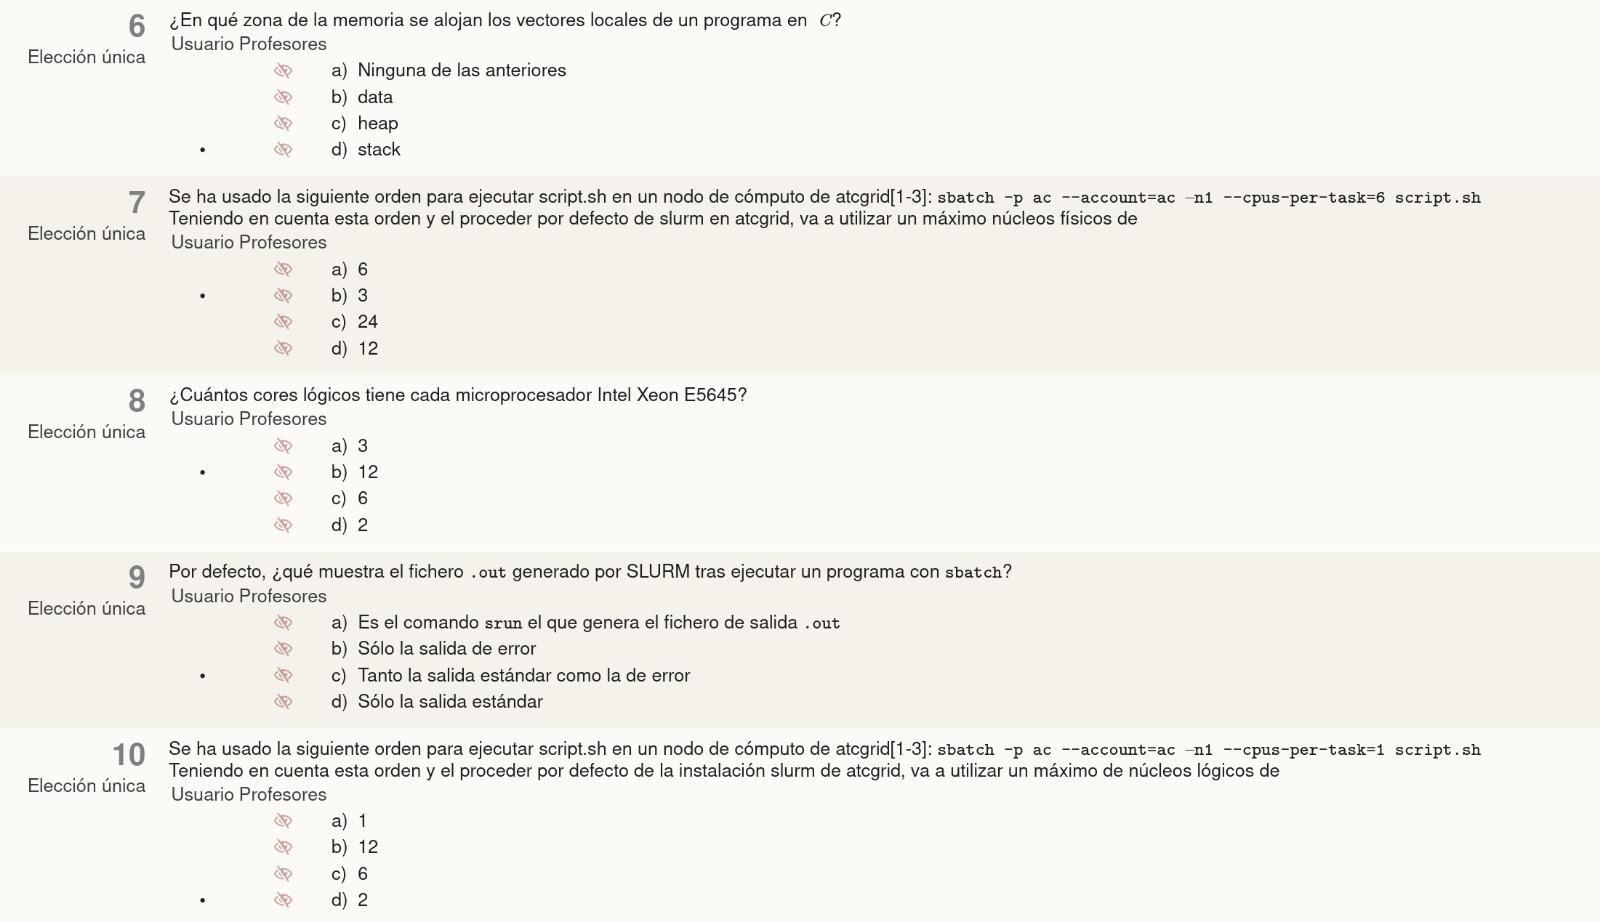 6 ¿En qué zona de la memoria se alojan los vectores locales de un programa en C?
Elección única Usuario Profesores
a) Ninguna de las anteriores
b) data
c) heap
• d) stack
7 Se ha usado la siguiente orden para ejecutar script.sh en un nodo de cómputo de atcgrid[1-3]: sbatch -p ac --account=ac –n1 --cpus-per-task=6 script.sh
Teniendo en cuenta esta orden y el proceder por defecto de slurm en atcgrid, va a utilizar un máximo núcleos físicos de
Elección única Usuario Profesores
a) 6
• b) 3
c) 24
d) 12
8 ¿Cuántos cores lógicos tiene cada microprocesador Intel Xeon E5645?
Elección única Usuario Profesores
a) 3
• b) 12
c) 6
d) 2
9 Por defecto, ¿qué muestra el fichero .out generado por SLURM tras ejecutar un programa con sbatch?
Elección única Usuario Profesores
a) Es el comando srun el que genera el fichero de salida .out
b) Sólo la salida de error
• c) Tanto la salida estándar como la de error
d) Sólo la salida estándar
10 Se ha usado la siguiente orden para ejecutar script.sh en un nodo de cómputo de atcgrid[1-3]: sbatch -p ac --account=ac –n1 --cpus-per-task=1 script.sh
Teniendo en cuenta esta orden y el proceder por defecto de la instalación slurm de atcgrid, va a utilizar un máximo de núcleos lógicos de
Elección única Usuario Profesores
a) 1
b) 12
c) 6
• d) 2